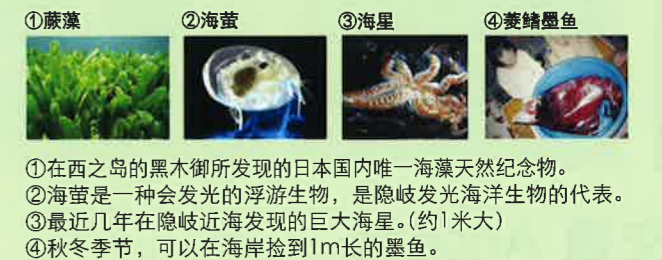 ①蕨藻 ②海萤 ③海星 ④菱鳍墨鱼
①在西之岛的黑木御所发现的日本国内唯一海藻天然纪念物。
②海萤是一种会发光的浮游生物，是隐岐发光海洋生物的代表。
③最近几年在隐岐近海发现的巨大海星。(约1米大)
④秋冬季节，可以在海岸捡到1m长的墨鱼。